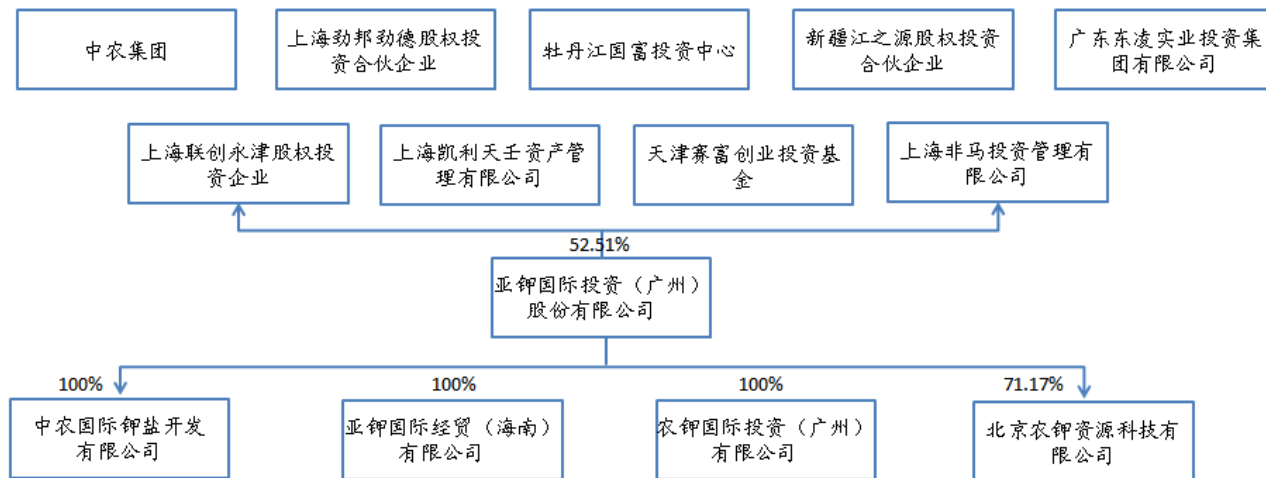 中农集团
上海劲邦劲德股权投
资合伙企业
牡丹江国富投资中心
新疆江之源股权投资
合伙企业
广东东凌实业投资集
团有限公司
上海联创永津股权投
资企业
上海凯利天壬资产管
理有限公司
天津赛富创业投资基
金
上海非马投资管理有
限公司
52.51%
亚钾国际投资（广州）
股份有限公司
100%
100%
100%
71.17%
中农国际钾盐开发
有限公司
亚钾国际经贸（海南）
有限公司
农钾国际投资（广州）
有限公司
北京农钾资源科技有
限公司